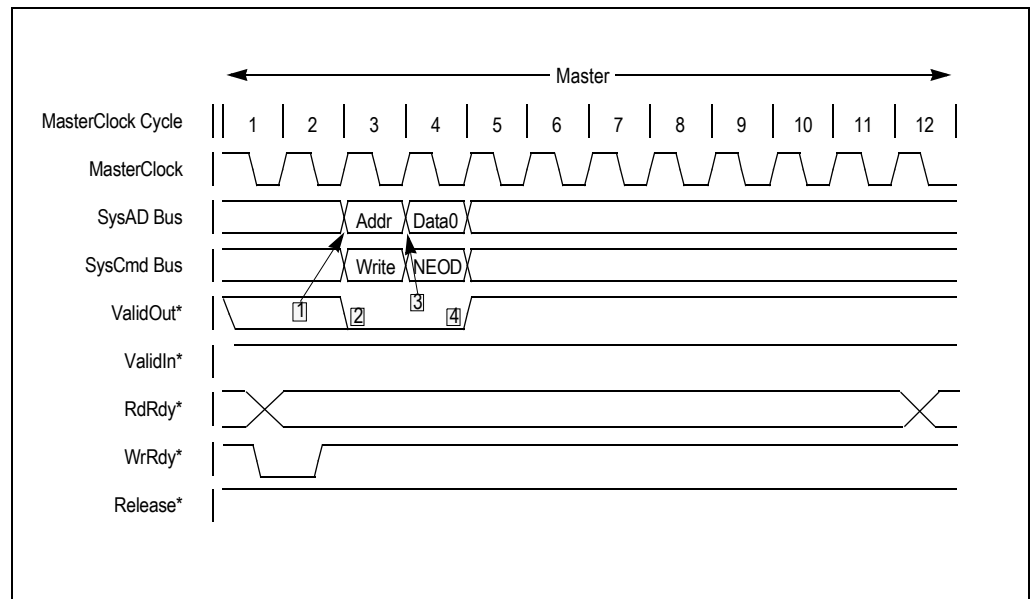 Master
MasterClock Cycle 1 2 3 4 5 6 7 8 9 10 11 12
MasterClock
SysAD Bus Addr Data0
SysCmd Bus Write NEOD
ValidOut* 1 2 3 4
ValidIn*
RdRdy*
WrRdy*
Release*